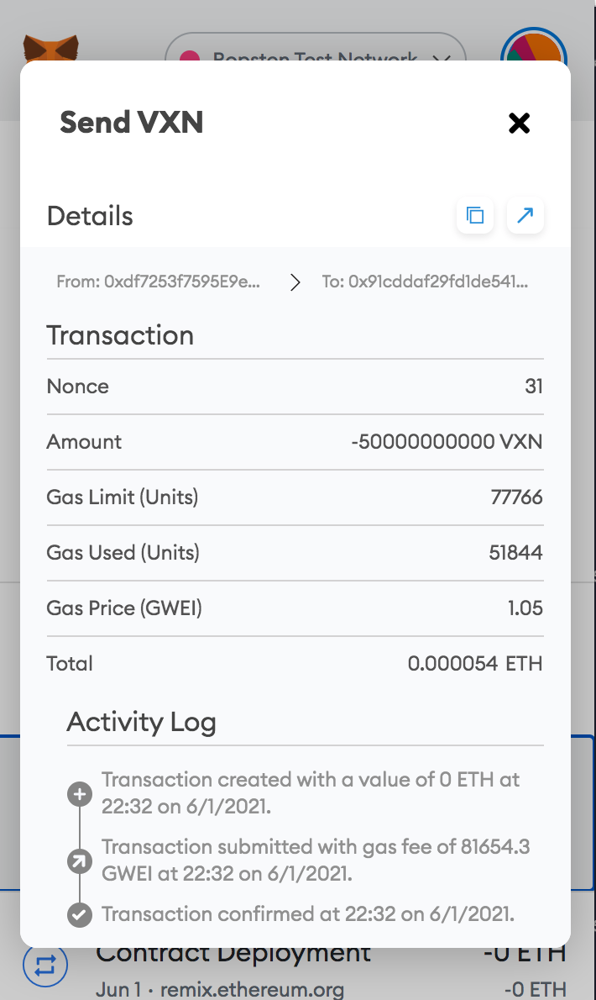 Ropsten Test Network
Send VXN
Details
From: 0xdf7253f7595E9e...
To: 0x91cddaf29fd1de541...
Transaction
Nonce 31
Amount -50000000000 VXN
Gas Limit (Units) 77766
Gas Used (Units) 51844
Gas Price (GWEI) 1.05
Total 0.000054 ETH
Activity Log
Transaction created with a value of 0 ETH at
22:32 on 6/1/2021.
Transaction submitted with gas fee of 81654.3
GWEI at 22:32 on 6/1/2021.
Transaction confirmed at 22:32 on 6/1/2021.
Contract Deployment -0 ETH
Jun 1 · remix.ethereum.org -0 ETH